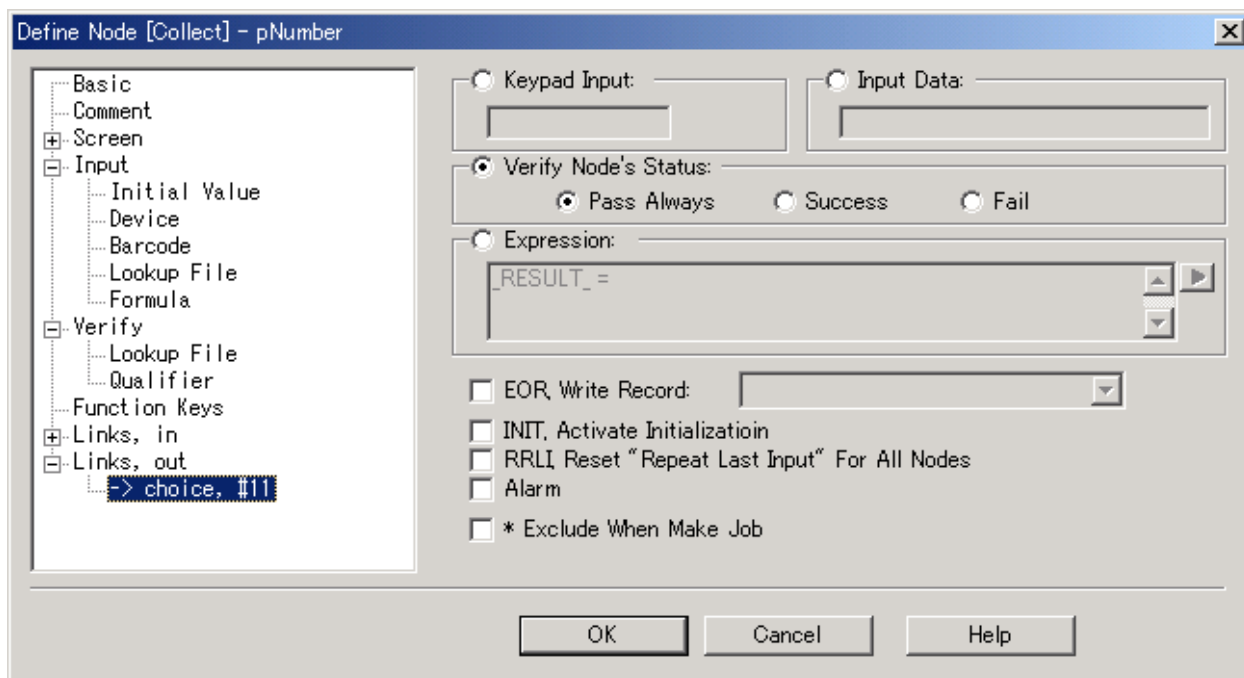 Define Node [Collect] - pNumber
Basic
Comment
Screen
Input
Initial Value
Device
Barcode
Lookup File
Formula
Verify
Lookup File
Qualifier
Function Keys
Links, in
Links, out
-> choice, #11
Keypad Input:
Input Data:
Verify Node's Status:
Pass Always Success Fail
Expression:
_RESULT_ =
EOR, Write Record:
INIT, Activate Initializatioin
RRLI, Reset "Repeat Last Input" For All Nodes
Alarm
* Exclude When Make Job
OK Cancel Help